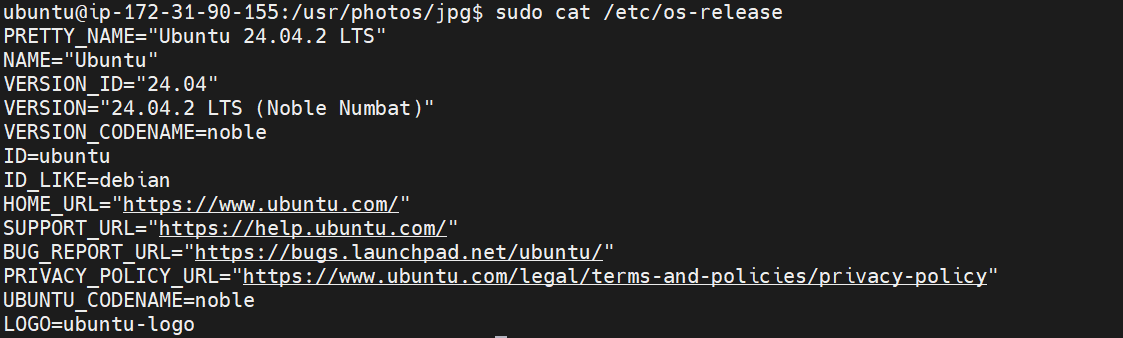 ubuntu@ip-172-31-90-155:/usr/photos/jpg$ sudo cat /etc/os-release
PRETTY_NAME="Ubuntu 24.04.2 LTS"
NAME="Ubuntu"
VERSION_ID="24.04"
VERSION="24.04.2 LTS (Noble Numbat)"
VERSION_CODENAME=noble
ID=ubuntu
ID_LIKE=debian
HOME_URL="https://www.ubuntu.com/"
SUPPORT_URL="https://help.ubuntu.com/"
BUG_REPORT_URL="https://bugs.launchpad.net/ubuntu/"
PRIVACY_POLICY_URL="https://www.ubuntu.com/legal/terms-and-policies/privacy-policy"
UBUNTU_CODENAME=noble
LOGO=ubuntu-logo